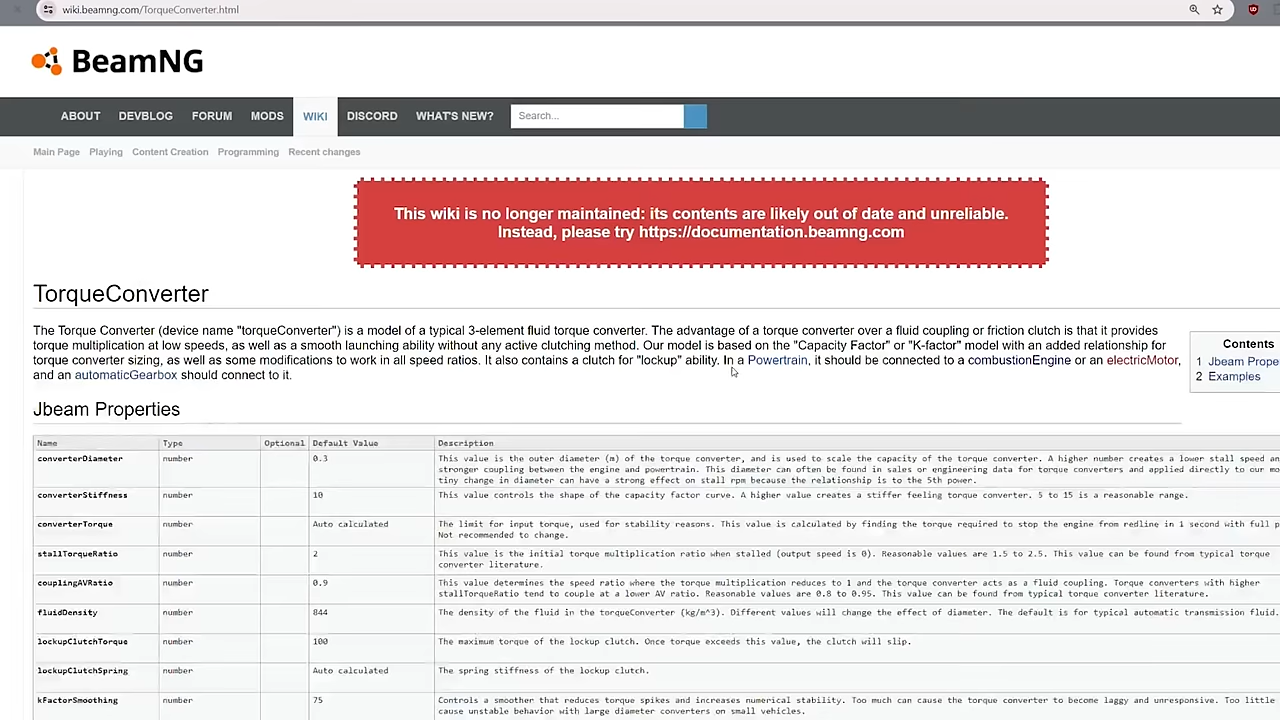 wiki.beamng.com/TorqueConverter.html
BeamNG
ABOUT DEVBLOG FORUM MODS WIKI DISCORD WHAT'S NEW? Search...
Main Page Playing Content Creation Programming Recent changes
This wiki is no longer maintained: its contents are likely out of date and unreliable.
Instead, please try https://documentation.beamng.com
TorqueConverter
The Torque Converter (device name "torqueConverter") is a model of a typical 3-element fluid torque converter. The advantage of a torque converter over a fluid coupling or friction clutch is that it provides
torque multiplication at low speeds, as well as a smooth launching ability without any active clutching method. Our model is based on the "Capacity Factor" or "K-factor" model with an added relationship for
torque converter sizing, as well as some modifications to work in all speed ratios. It also contains a clutch for "lockup" ability. In a Powertrain, it should be connected to a combustionEngine or an electricMotor,
and an automaticGearbox should connect to it.
Contents
1 Jbeam Prope
2 Examples
Jbeam Properties
Name Type Optional Default Value Description
converterDiameter number 0.3 This value is the outer diameter (m) of the torque converter, and is used to scale the capacity of the torque converter. A higher number creates a lower stall speed an
stronger coupling between the engine and powertrain. This diameter can often be found in sales or engineering data for torque converters and applied directly to our mo
tiny change in diameter can have a strong effect on stall rpm because the relationship is to the 5th power.
converterStiffness number 10 This value controls the shape of the capacity factor curve. A higher value creates a stiffer feeling torque converter. 5 to 15 is a reasonable range.
converterTorque number Auto calculated The limit for input torque, used for stability reasons. This value is calculated by finding the torque required to stop the engine from redline in 1 second with full p
Not recommended to change.
stallTorqueRatio number 2 This value is the initial torque multiplication ratio when stalled (output speed is 0). Reasonable values are 1.5 to 2.5. This value can be found from typical torque
converter literature.
couplingAVRatio number 0.9 This value determines the speed ratio where the torque multiplication reduces to 1 and the torque converter acts as a fluid coupling. Torque converters with higher
stallTorqueRatio tend to couple at a lower AV ratio. Reasonable values are 0.8 to 0.95. This value can be found from typical torque converter literature.
fluidDensity number 844 The density of the fluid in the torqueConverter (kg/m^3). Different values will change the effect of diameter. The default is for typical automatic transmission fluid.
lockupClutchTorque number 100 The maximum torque of the lockup clutch. Once torque exceeds this value, the clutch will slip.
lockupClutchSpring number Auto calculated The spring stiffness of the lockup clutch.
kFactorSmoothing number 75 Controls a smoother that reduces torque spikes and increases numerical stability. Too much can cause the torque converter to become laggy and unresponsive. Too little
cause unstable behavior with large diameter converters on small vehicles.